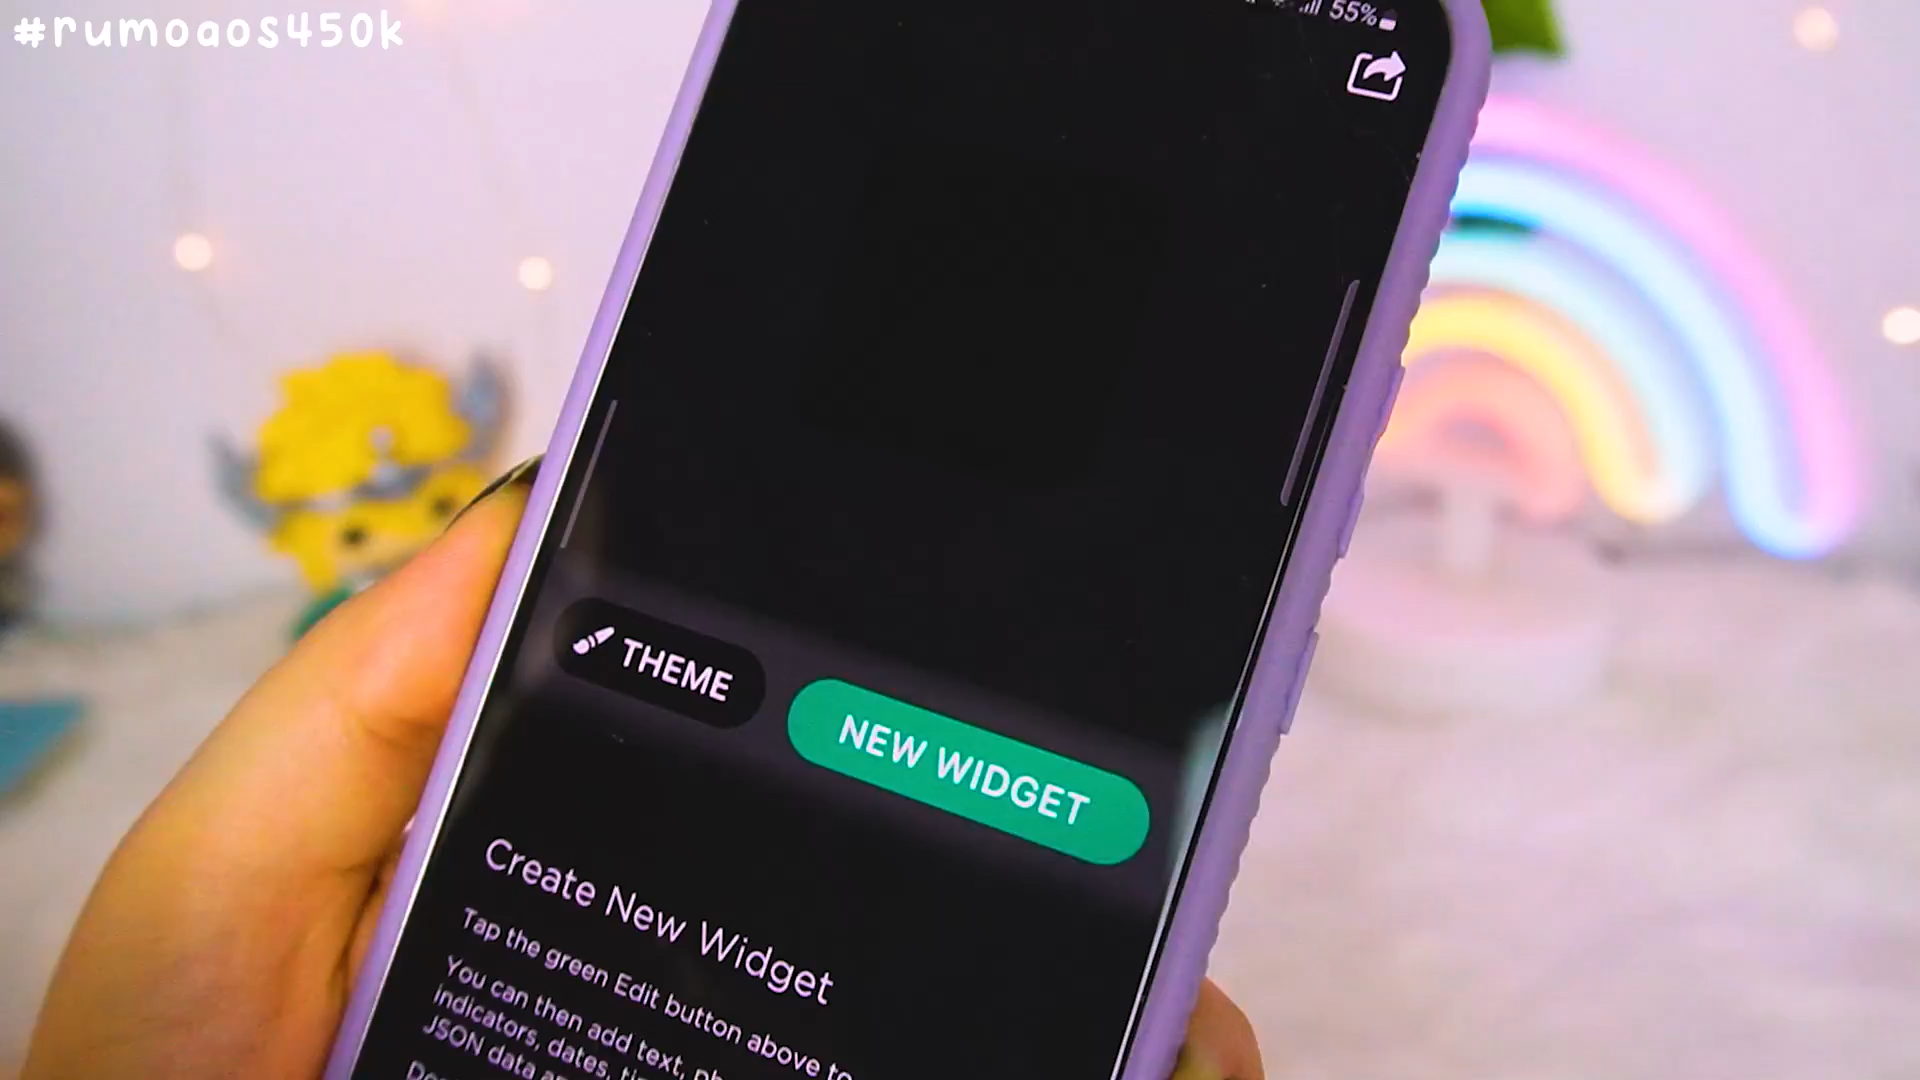 #rumoaos450k
55%
THEME
NEW WIDGET
Create New Widget
Tap the green Edit button above to
You can then add text,
indicators, dates,
JSON data